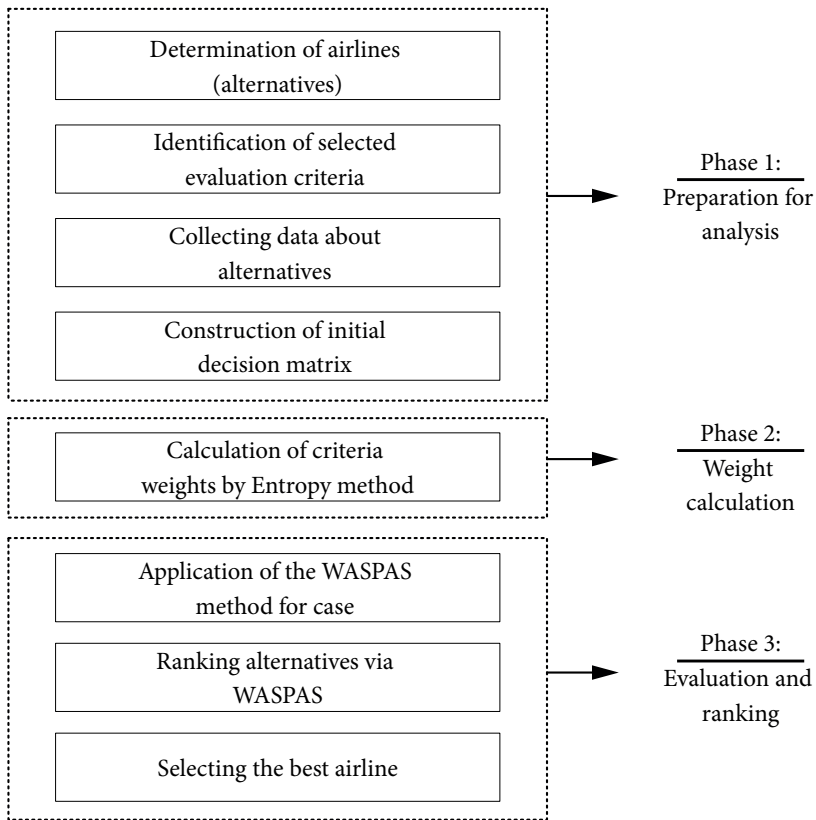 Determination of airlines
(alternatives)
Identification of selected
evaluation criteria
Collecting data about
alternatives
Construction of initial
decision matrix
Phase 1:
Preparation for
analysis
Calculation of criteria
weights by Entropy method
Phase 2:
Weight
calculation
Application of the WASPAS
method for case
Ranking alternatives via
WASPAS
Selecting the best airline
Phase 3:
Evaluation and
ranking